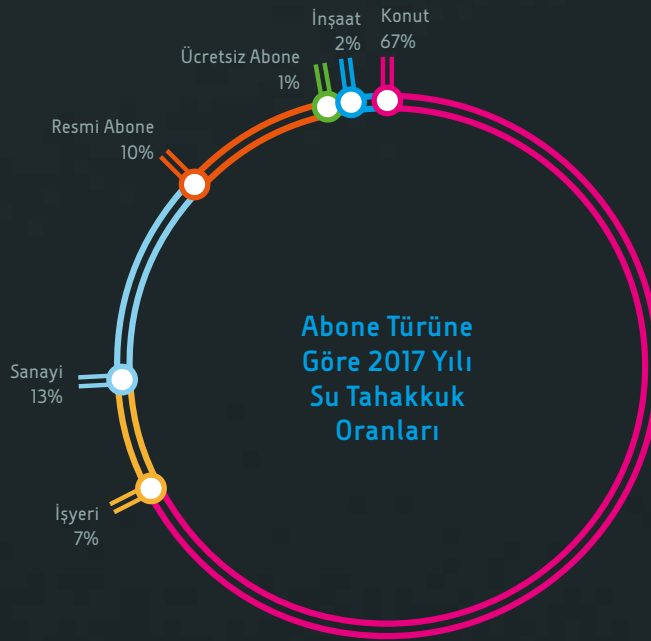 İnşaat
2%
Konut
67%
Ücretsiz Abone
1%
Resmi Abone
10%
Sanayi
13%
İşyeri
7%
Abone Türüne
Göre 2017 Yılı
Su Tahakkuk
Oranları